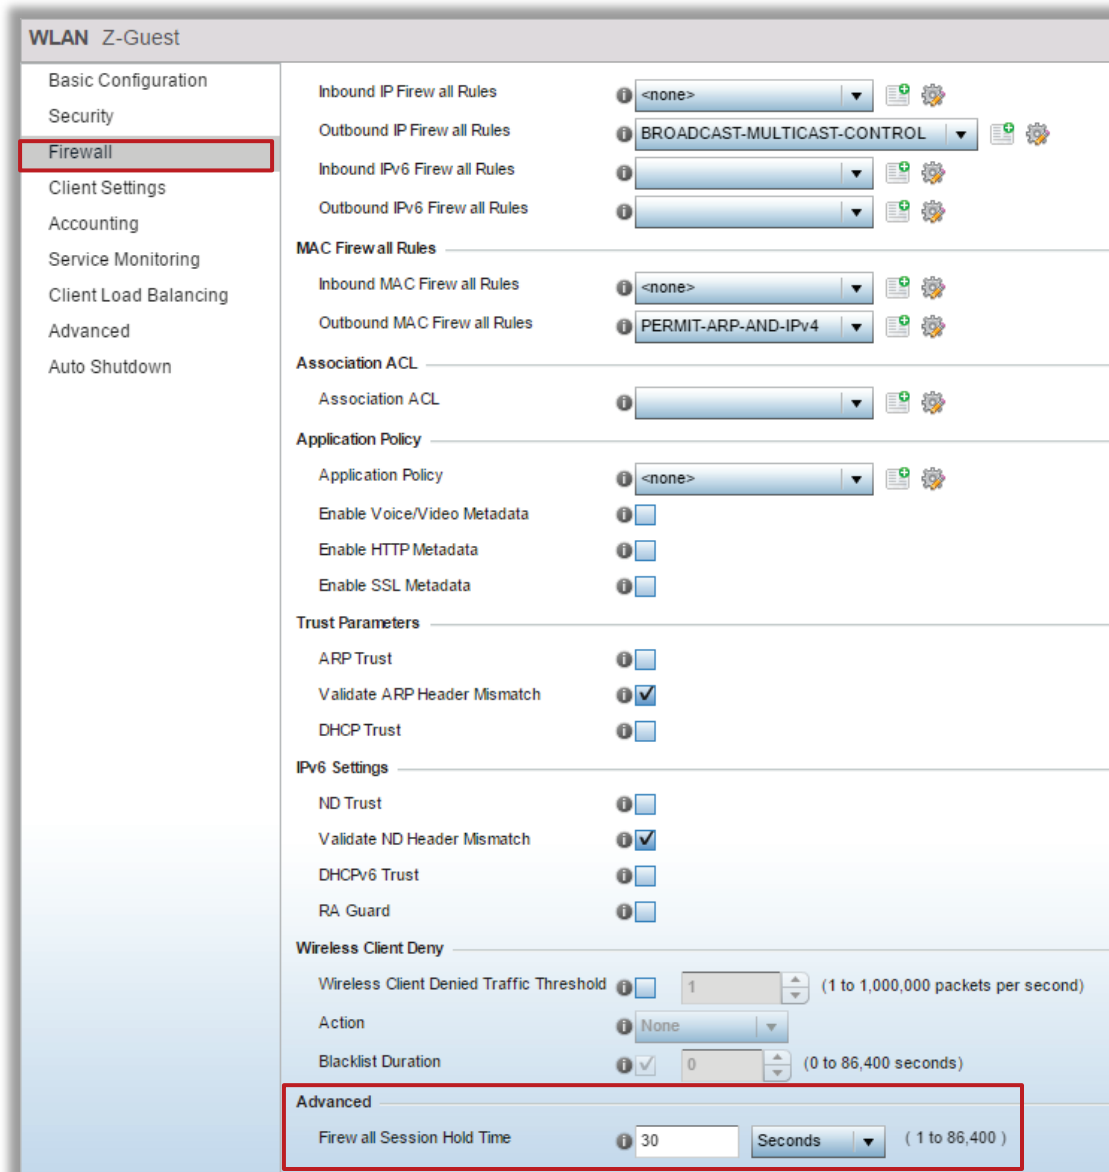 WLAN Z-Guest
Basic Configuration
Security
Firewall
Client Settings
Accounting
Service Monitoring
Client Load Balancing
Advanced
Auto Shutdown
Inbound IP Firewall Rules <none>
Outbound IP Firewall Rules BROADCAST-MULTICAST-CONTROL
Inbound IPv6 Firewall Rules
Outbound IPv6 Firewall Rules
MAC Firewall Rules
Inbound MAC Firewall Rules <none>
Outbound MAC Firewall Rules PERMIT-ARP-AND-IPv4
Association ACL
Association ACL
Application Policy
Application Policy <none>
Enable Voice/Video Metadata
Enable HTTP Metadata
Enable SSL Metadata
Trust Parameters
ARP Trust
Validate ARP Header Mismatch
DHCP Trust
IPv6 Settings
ND Trust
Validate ND Header Mismatch
DHCPv6 Trust
RA Guard
Wireless Client Deny
Wireless Client Denied Traffic Threshold 1 (1 to 1,000,000 packets per second)
Action None
Blacklist Duration 0 (0 to 86,400 seconds)
Advanced
Firewall Session Hold Time 30 Seconds ( 1 to 86,400 )